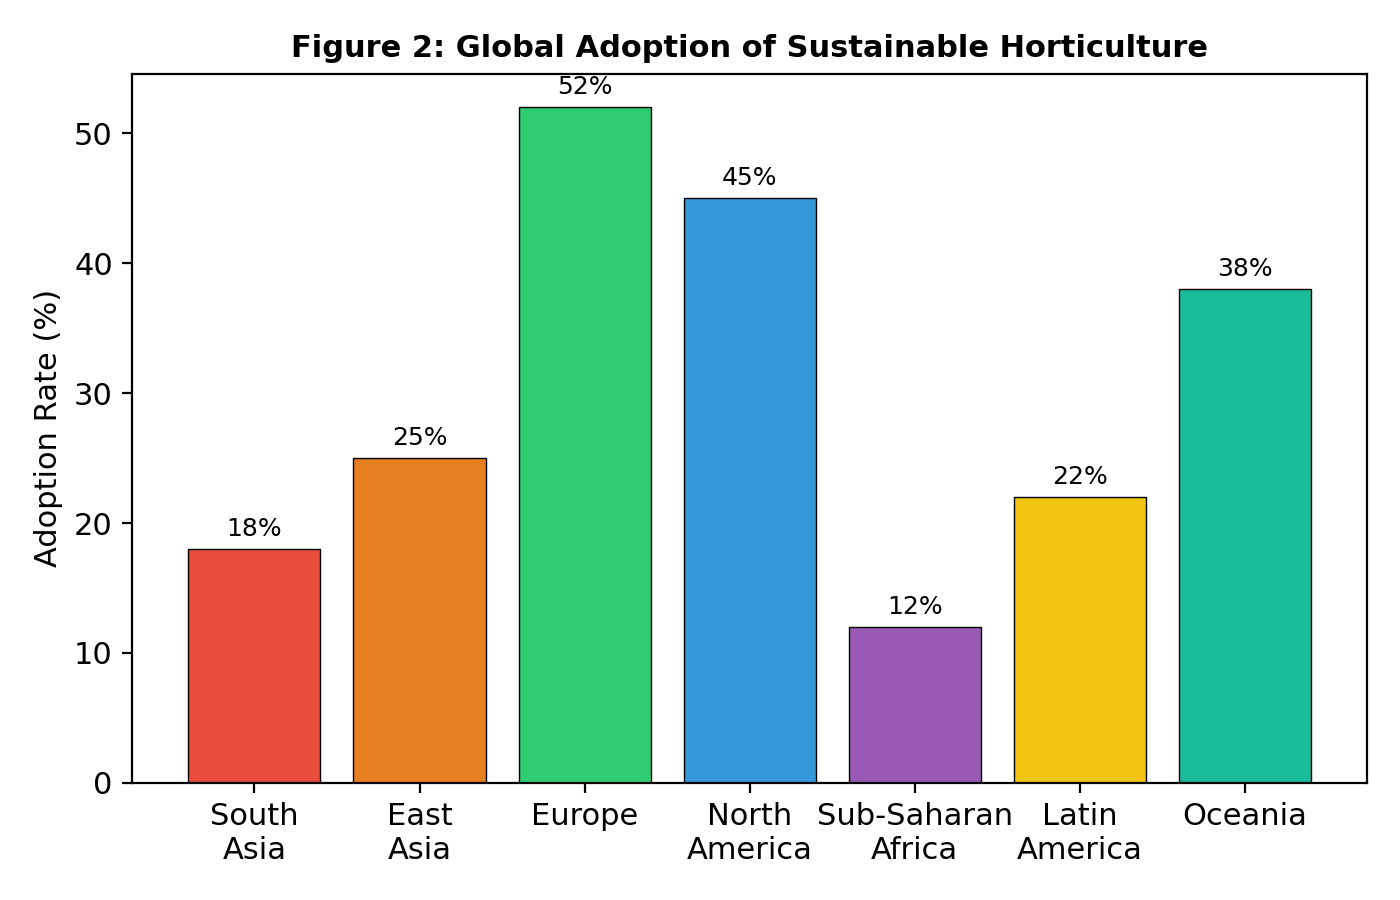 Figure 2: Global Adoption of Sustainable Horticulture
52%
50
45%
40
38%
30
25%
22%
20
18%
12%
10
0
Adoption Rate (%)
South
Asia
East
Asia
Europe
North
America
Sub-Saharan
Africa
Latin
America
Oceania